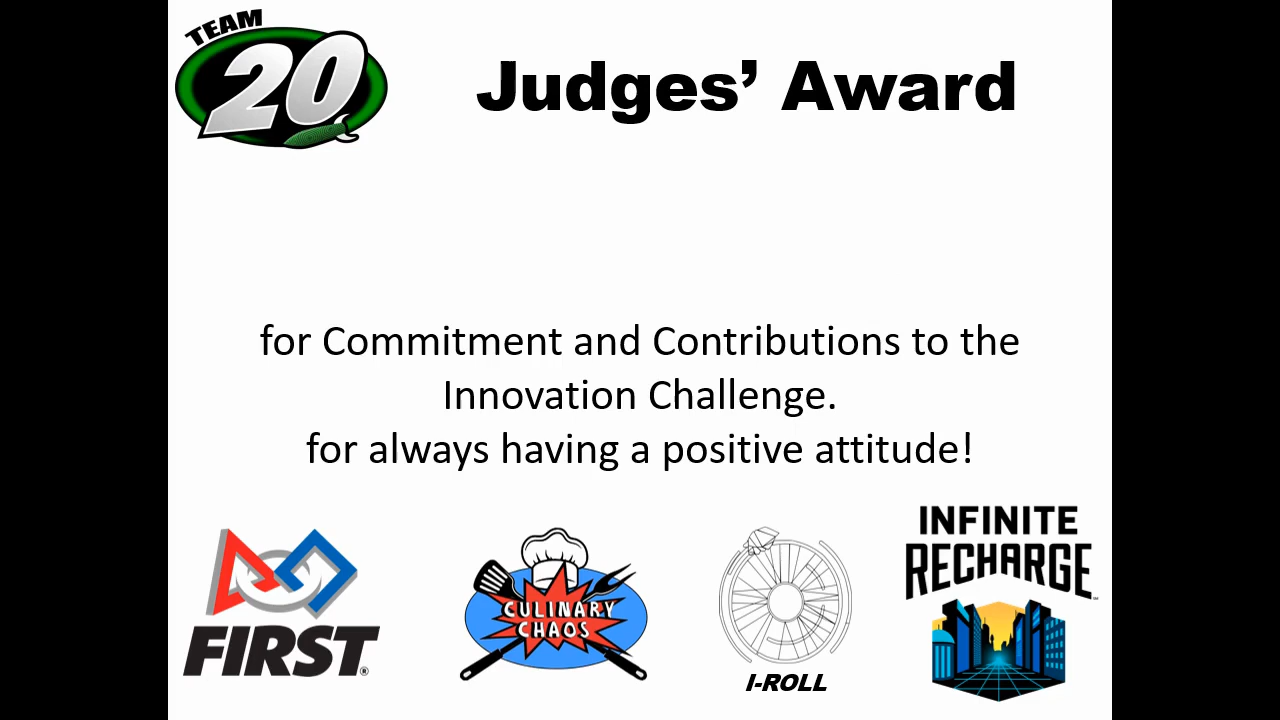 TEAM
20
Judges’ Award
for Commitment and Contributions to the
Innovation Challenge.
for always having a positive attitude!
FIRST®
CULINARY
CHAOS
I-ROLL
INFINITE
RECHARGE℠